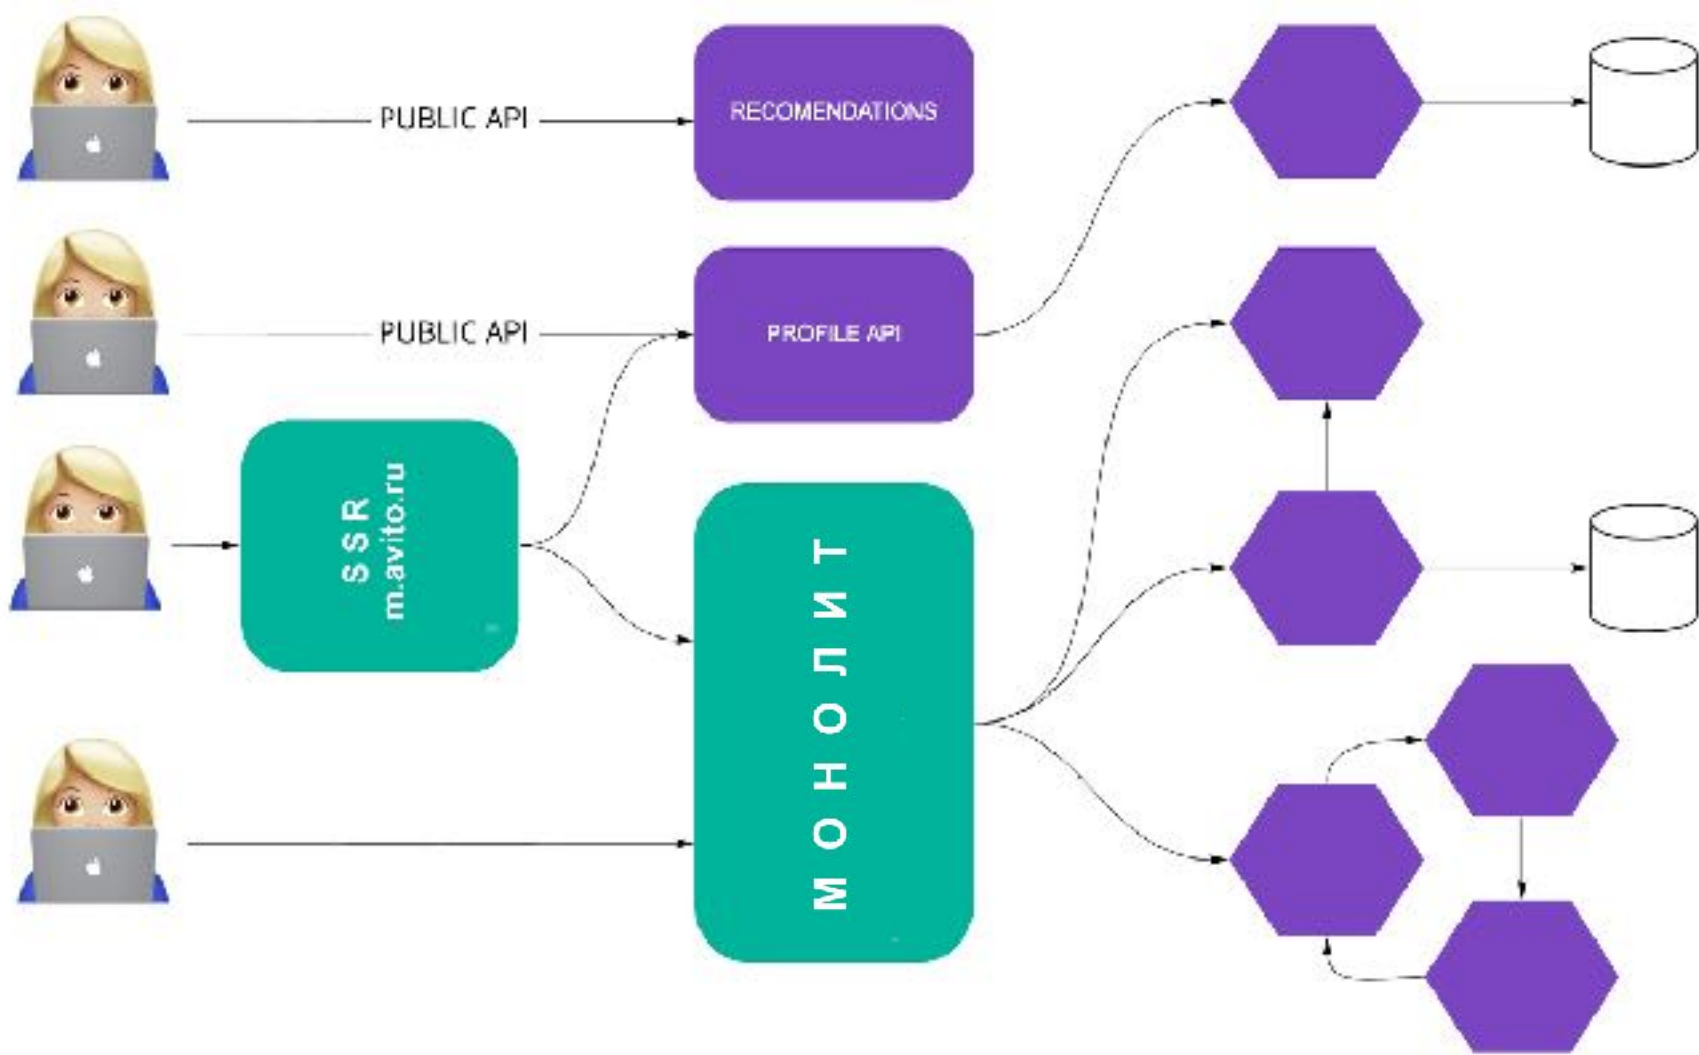 PUBLIC API
RECOMENDATIONS
PUBLIC API
PROFILE API
SSR
m.avito.ru
МОНОЛИТ